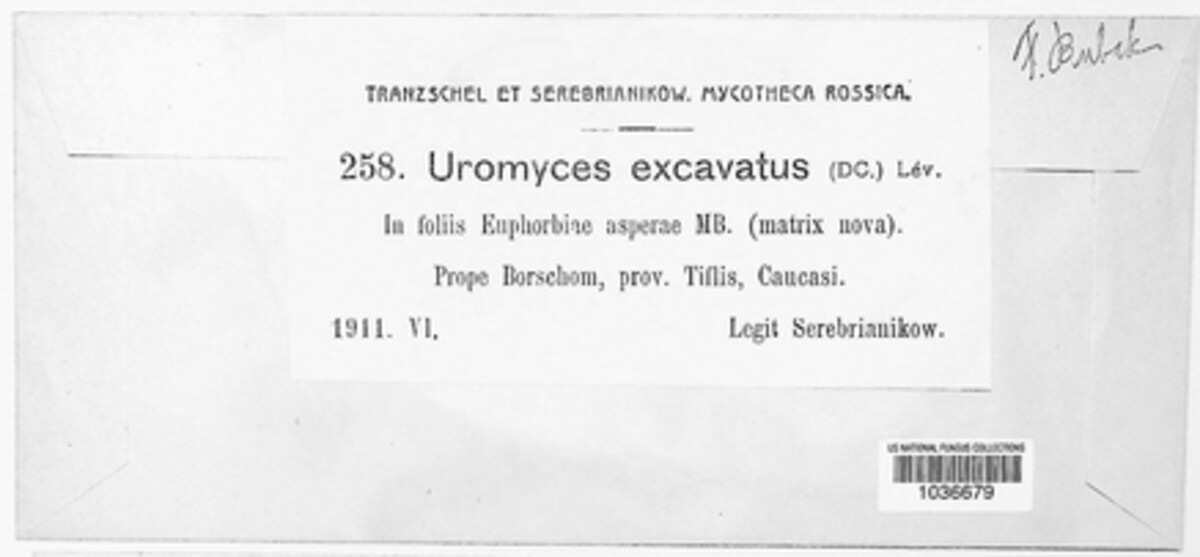 TRANZSCHEL ET SEREBRIANIKOW. MYCOTHECA ROSSICA.
258. Uromyces excavatus (DC.) Lév.
In foliis Euphorbiae asperae MB. (matrix nova).
Prope Borschom, prov. Tiflis, Caucasi.
1911. VI. Legit Serebrianikow.
US NATIONAL FUNGUS COLLECTIONS
1036679